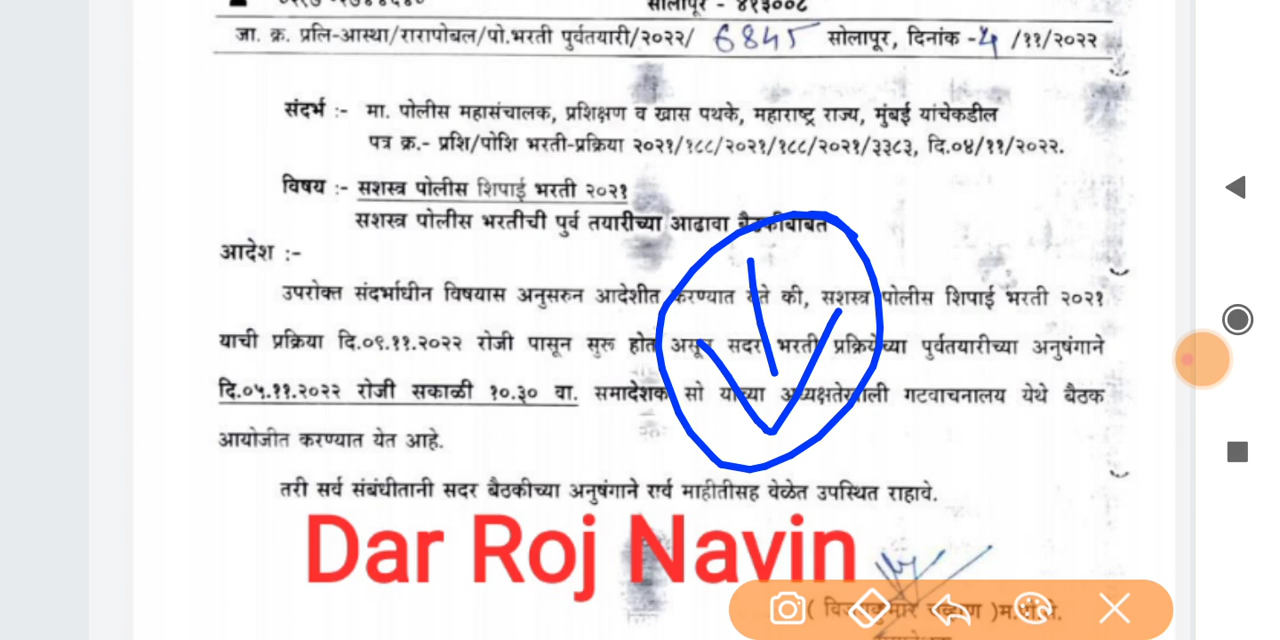 सोलापूर - ४१३००८
जा. क्र. प्रलि-आस्था/रारापोबल/पो.भरती पुर्वतयारी/२०२२/ 6845 सोलापूर, दिनांक -4 /११/२०२२
संदर्भ :- मा. पोलीस महासंचालक, प्रशिक्षण व खास पथके, महाराष्ट्र राज्य, मुंबई यांचेकडील
पत्र क्र.- प्रशि/पोशि भरती-प्रक्रिया २०२१/१८८/२०२१/१८८/२०२१/३३८३, दि.०४/११/२०२२.
विषय :- सशस्त्र पोलीस शिपाई भरती २०२१
सशस्त्र पोलीस भरतीची पुर्व तयारीच्या आढावा बैठकीबाबत
आदेश :-
उपरोक्त संदर्भाधीन विषयास अनुसरुन आदेशीत करण्यात येते की, सशस्त्र पोलीस शिपाई भरती २०२१
याची प्रक्रिया दि.०९.११.२०२२ रोजी पासून सुरू होत असून सदर भरती प्रक्रियेच्या पुर्वतयारीच्या अनुषंगाने
दि.०५.११.२०२२ रोजी सकाळी १०.३० वा. समादेशक सो यांच्या अध्यक्षतेखाली गटवाचनालय येथे बैठक
आयोजीत करण्यात येत आहे.
तरी सर्व संबंधीतानी सदर बैठकीच्या अनुषंगाने सर्व माहीतीसह वेळेत उपस्थित राहावे.
Dar Roj Navin
)म.पो.से.